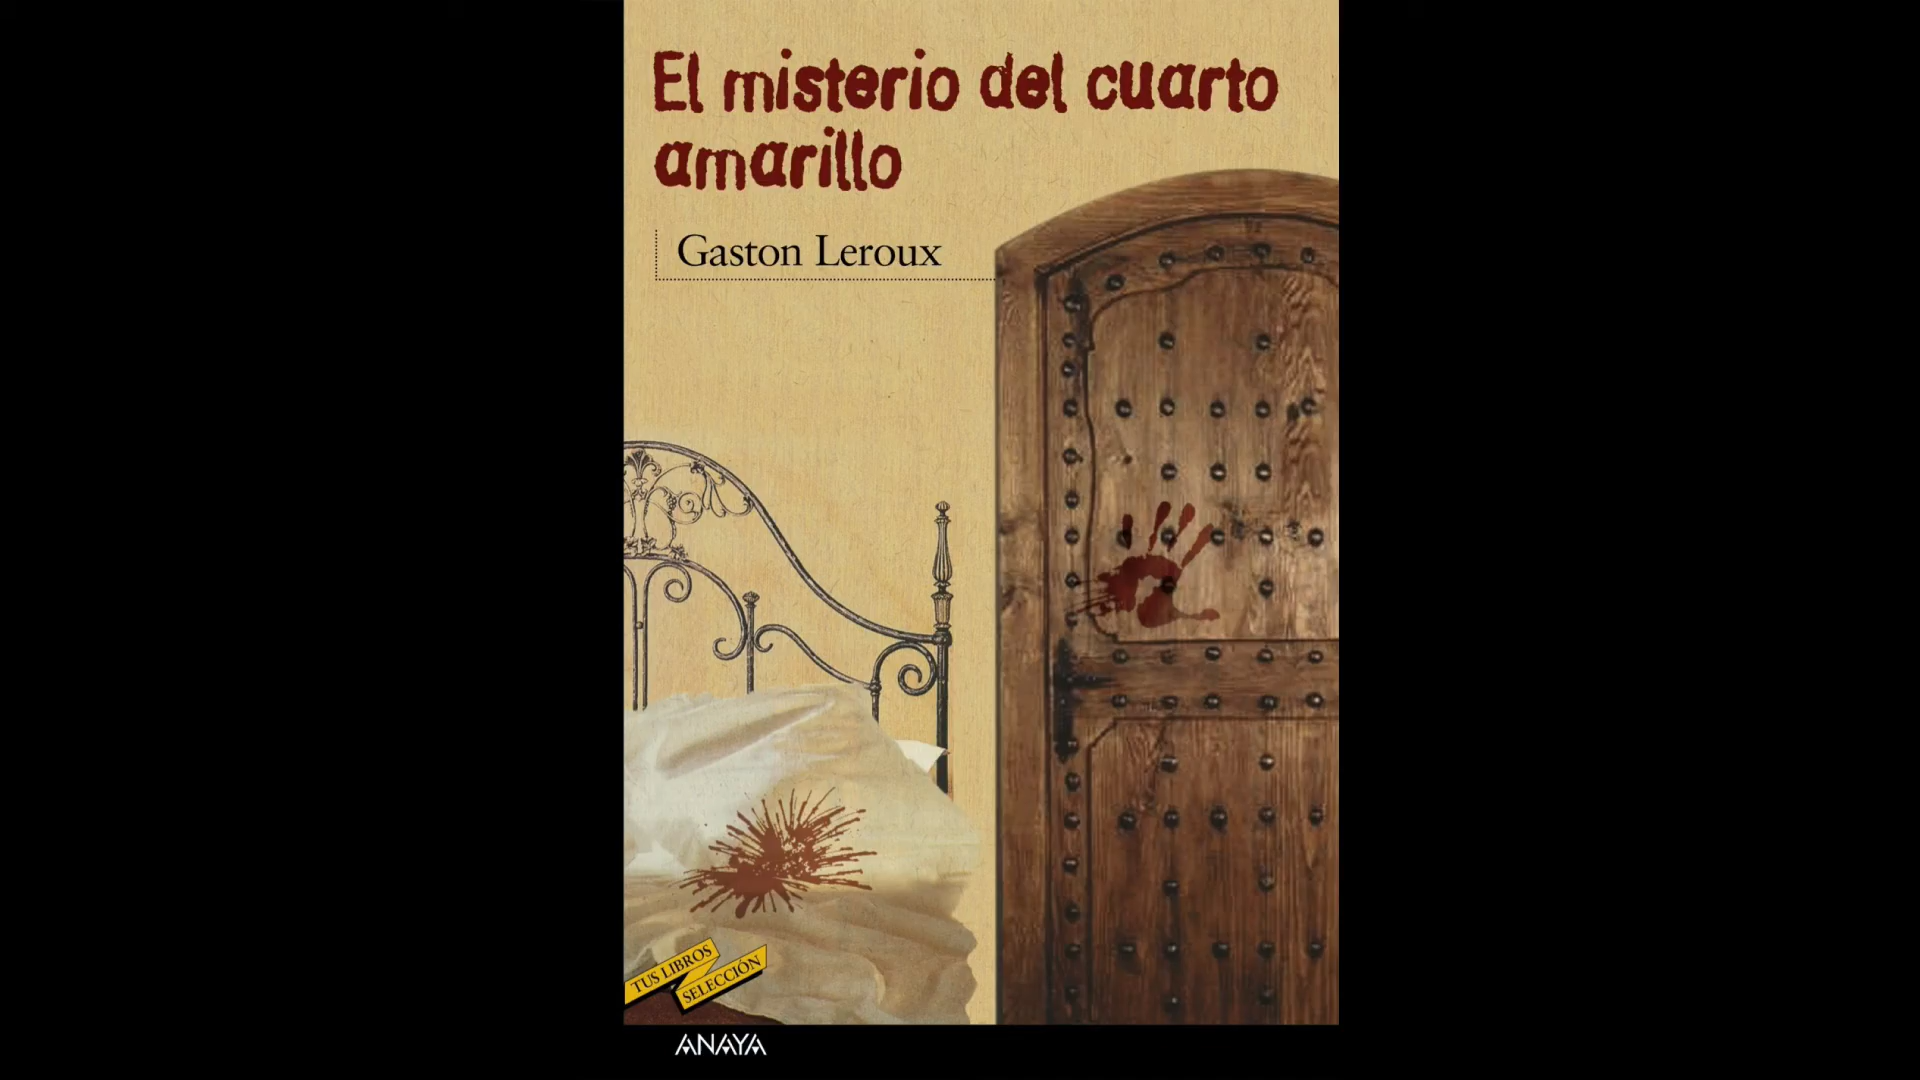 El misterio del cuarto
amarillo
Gaston Leroux
TUS LIBROS
SELECCIÓN
ANAYA